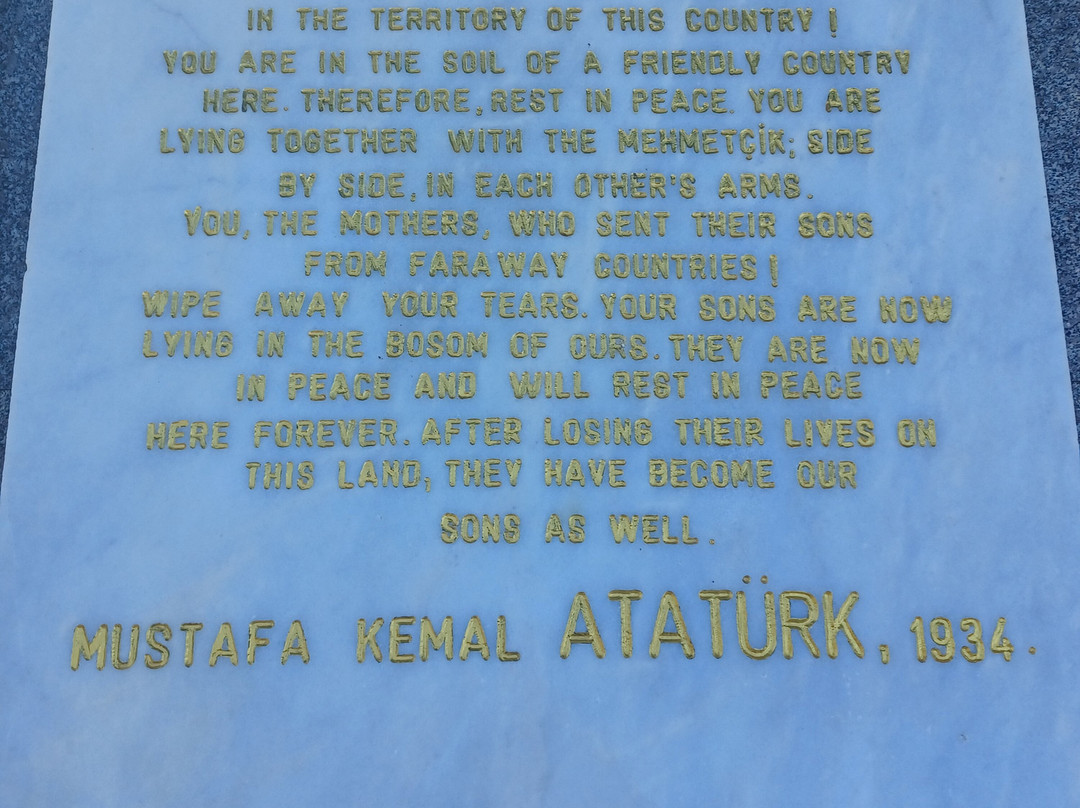 IN THE TERRITORY OF THIS COUNTRY!
YOU ARE IN THE SOIL OF A FRIENDLY COUNTRY
HERE. THEREFORE, REST IN PEACE. YOU ARE
LYING TOGETHER WITH THE MEHMETÇİK; SIDE
BY SIDE, IN EACH OTHER'S ARMS.
YOU, THE MOTHERS, WHO SENT THEIR SONS
FROM FARAWAY COUNTRIES!
WIPE AWAY YOUR TEARS. YOUR SONS ARE NOW
LYING IN THE BOSOM OF OURS. THEY ARE NOW
IN PEACE AND WILL REST IN PEACE
HERE FOREVER. AFTER LOSING THEIR LIVES ON
THIS LAND, THEY HAVE BECOME OUR
SONS AS WELL.
MUSTAFA KEMAL ATATÜRK, 1934.